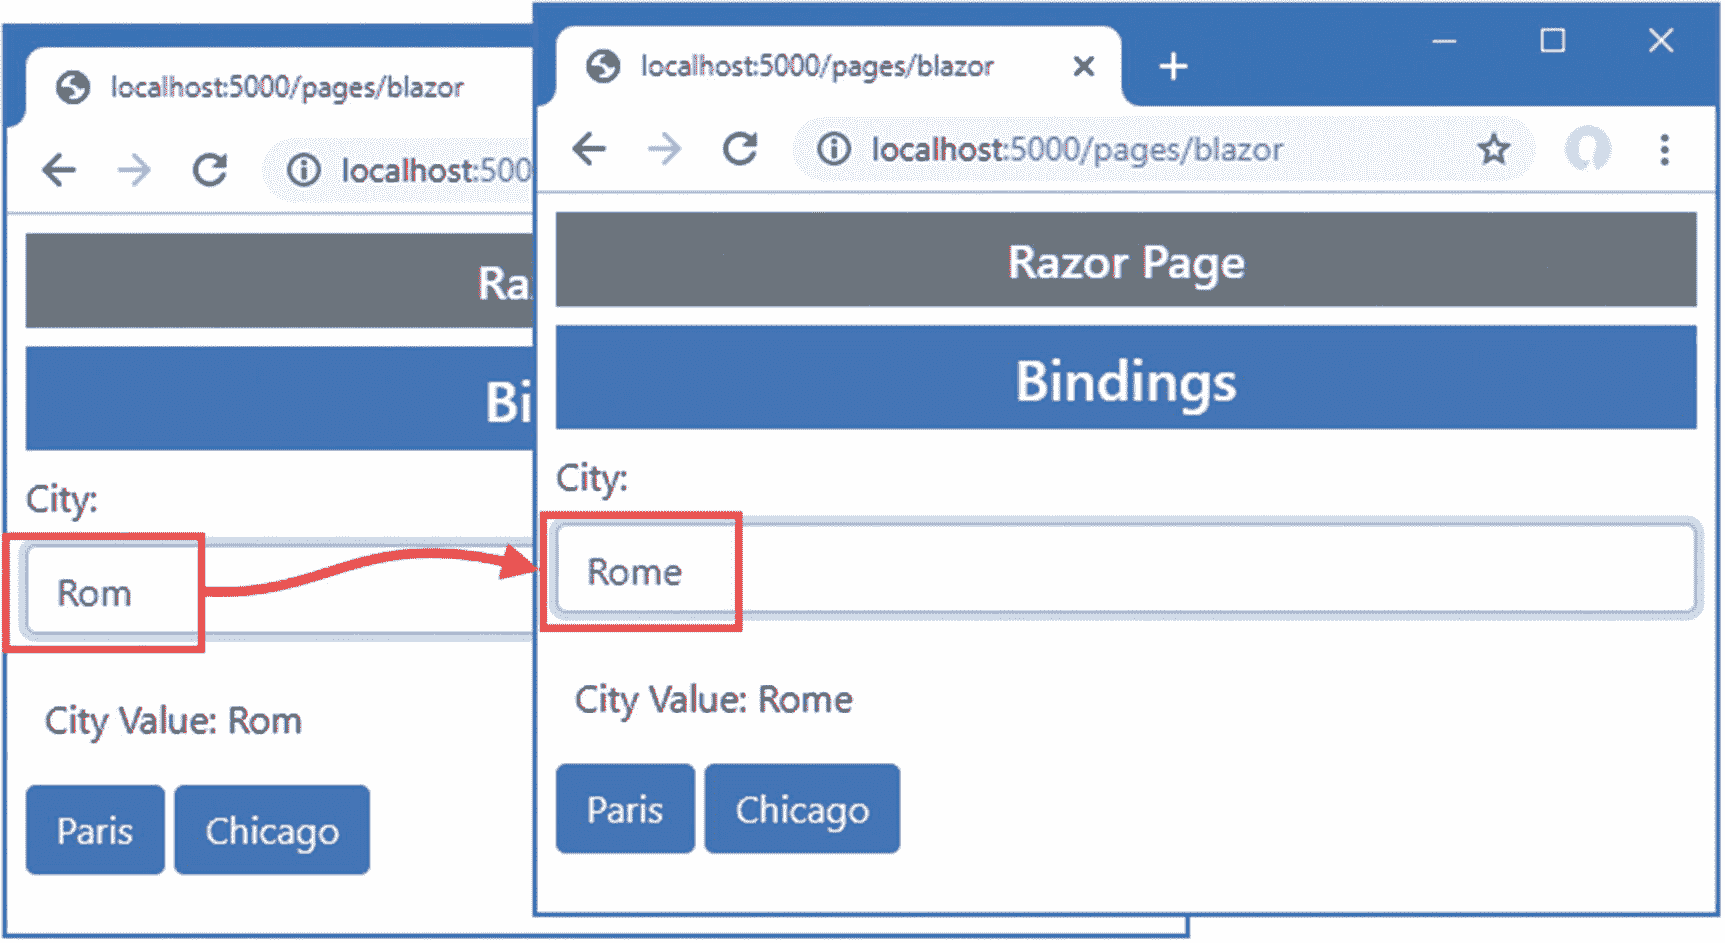 localhost:5000/pages/blazor
localhost:500
Ra
Bi
City:
Rom
City Value: Rom
Paris Chicago
localhost:5000/pages/blazor
localhost:5000/pages/blazor
Razor Page
Bindings
City:
Rome
City Value: Rome
Paris Chicago